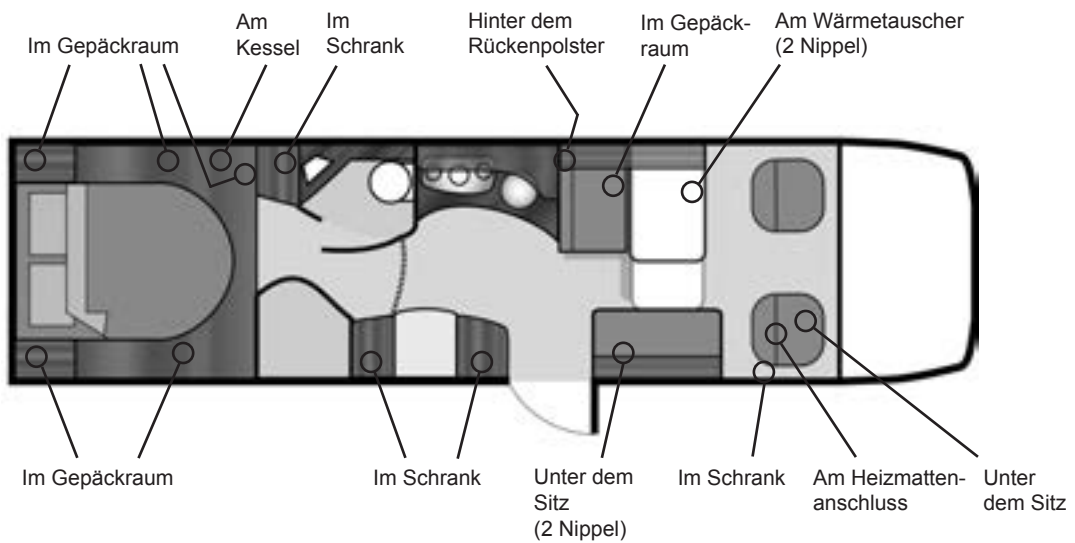 Im Gepäckraum
Am
Kessel
Im
Schrank
Hinter dem
Rückenpolster
Im Gepäck-
raum
Am Wärmetauscher
(2 Nippel)
Im Gepäckraum
Im Schrank
Unter dem
Sitz
(2 Nippel)
Im Schrank
Am Heizmatten-
anschluss
Unter
dem Sitz